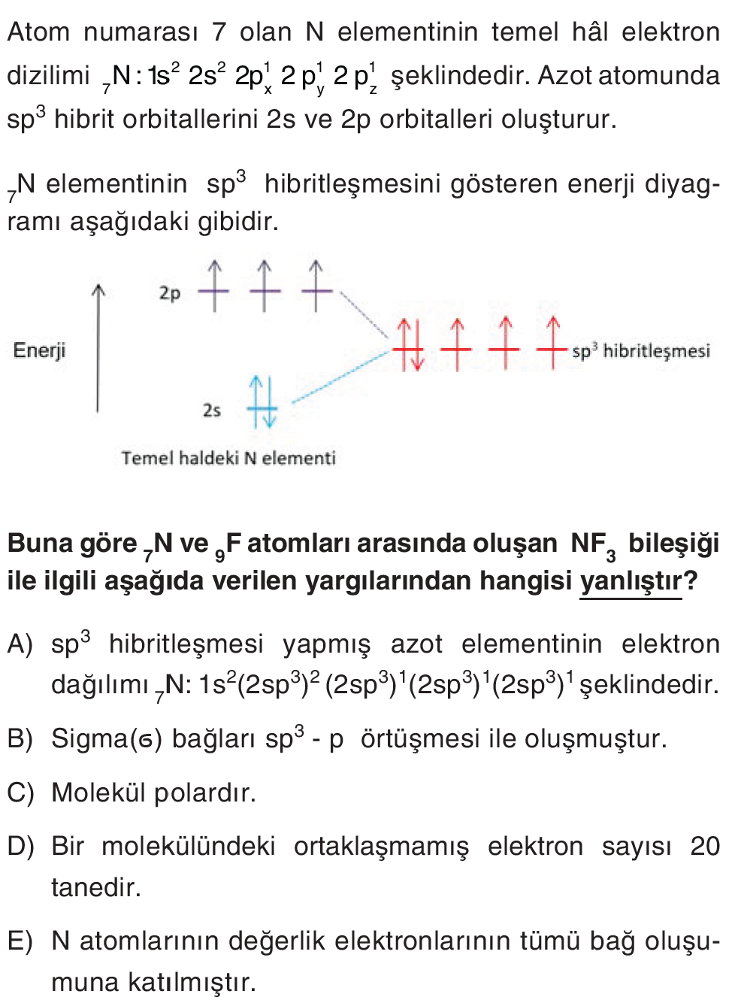 Atom numarası 7 olan N elementinin temel hâl elektron
dizilimi ₇N : 1s² 2s² 2pₓ¹ 2 p_y¹ 2 p_z¹ şeklindedir. Azot atomunda
sp³ hibrit orbitallerini 2s ve 2p orbitalleri oluşturur.
₇N elementinin sp³ hibritleşmesini gösteren enerji diyag-
ramı aşağıdaki gibidir.
2p
Enerji
sp³ hibritleşmesi
2s
Temel haldeki N elementi
Buna göre ₇N ve ₉F atomları arasında oluşan NF₃ bileşiği
ile ilgili aşağıda verilen yargılarından hangisi yanlıştır?
A) sp³ hibritleşmesi yapmış azot elementinin elektron
dağılımı ₇N: 1s²(2sp³)² (2sp³)¹(2sp³)¹(2sp³)¹ şeklindedir.
B) Sigma(ϭ) bağları sp³ - p örtüşmesi ile oluşmuştur.
C) Molekül polardır.
D) Bir molekülündeki ortaklaşmamış elektron sayısı 20
tanedir.
E) N atomlarının değerlik elektronlarının tümü bağ oluşu-
muna katılmıştır.